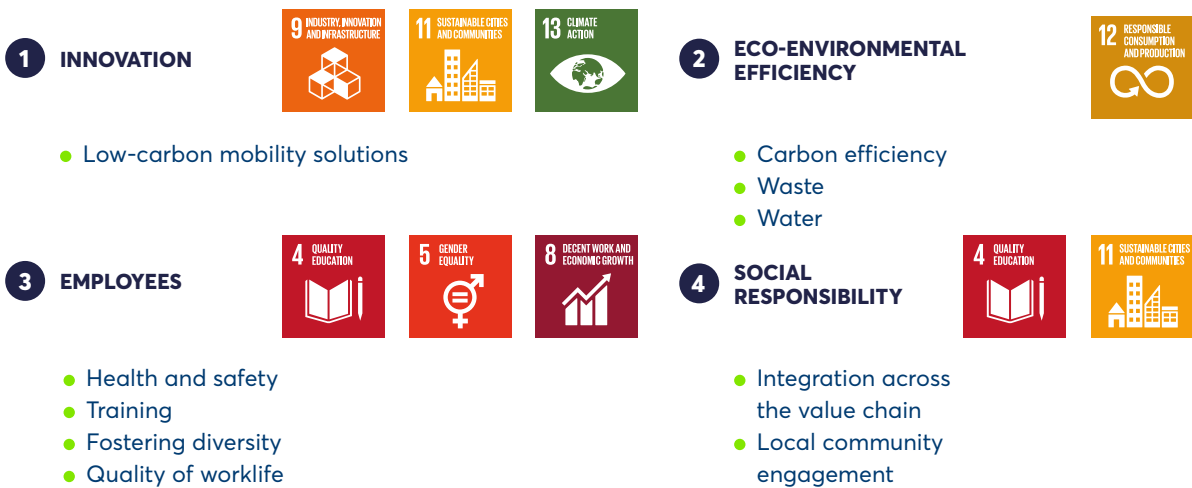 1
INNOVATION
9 INDUSTRY, INNOVATION
AND INFRASTRUCTURE
11 SUSTAINABLE CITIES
AND COMMUNITIES
13 CLIMATE
ACTION
Low-carbon mobility solutions
2
ECO-ENVIRONMENTAL
EFFICIENCY
12 RESPONSIBLE
CONSUMPTION
AND PRODUCTION
Carbon efficiency
Waste
Water
3
EMPLOYEES
4 QUALITY
EDUCATION
5 GENDER
EQUALITY
8 DECENT WORK AND
ECONOMIC GROWTH
Health and safety
Training
Fostering diversity
Quality of worklife
4
SOCIAL
RESPONSIBILITY
4 QUALITY
EDUCATION
11 SUSTAINABLE CITIES
AND COMMUNITIES
Integration across
the value chain
Local community
engagement